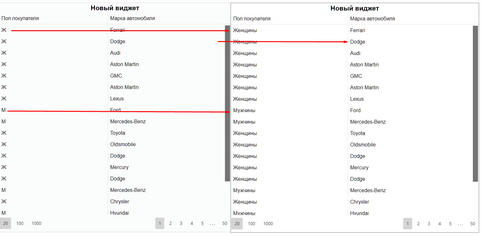 Новый виджет
Пол покупателя Марка автомобиля
Ж Ferrari
Ж Dodge
Ж Audi
Ж Aston Martin
Ж GMC
Ж Aston Martin
Ж Lexus
М Ford
М Mercedes-Benz
Ж Toyota
Ж Oldsmobile
Ж Dodge
Ж Mercury
Ж Dodge
М Mercedes-Benz
Ж Chrysler
М Hyundai
20 100 1000 1 2 3 4 5 ... 50
Новый виджет
Пол покупателя Марка автомобиля
Женщины Ferrari
Женщины Dodge
Женщины Audi
Женщины Aston Martin
Женщины GMC
Женщины Aston Martin
Женщины Lexus
Мужчины Ford
Мужчины Mercedes-Benz
Женщины Toyota
Женщины Oldsmobile
Женщины Dodge
Женщины Mercury
Женщины Dodge
Мужчины Mercedes-Benz
Женщины Chrysler
Мужчины Hyundai
20 100 1000 1 2 3 4 5 ... 50